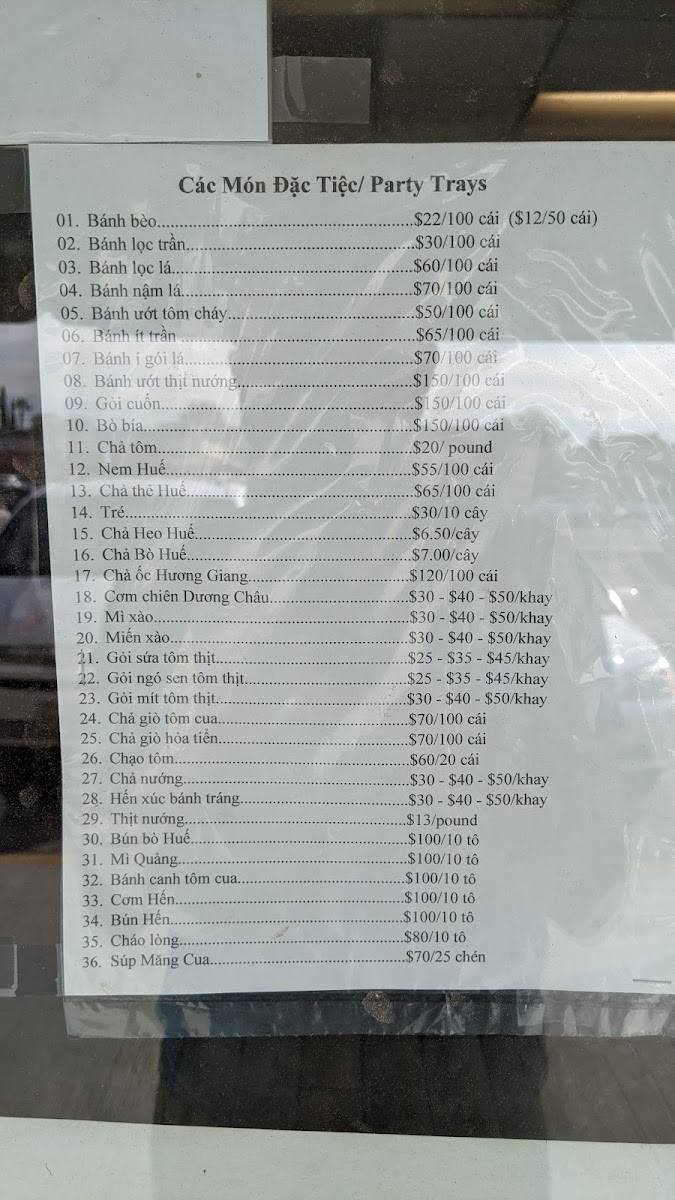 Các Món Đặc Tiệc/ Party Trays
01. Bánh bèo..........$22/100 cái ($12/50 cái)
02. Bánh lọc trần..........$30/100 cái
03. Bánh lọc lá..........$60/100 cái
04. Bánh nậm lá..........$70/100 cái
05. Bánh ướt tôm cháy..........$50/100 cái
06. Bánh ít trần..........$65/100 cái
07. Bánh í gói lá..........$70/100 cái
08. Bánh ướt thịt nướng..........$150/100 cái
09. Gỏi cuốn..........$150/100 cái
10. Bò bía..........$150/100 cái
11. Chả tôm..........$20/ pound
12. Nem Huế..........$55/100 cái
13. Chả thẻ Huế..........$65/100 cái
14. Tré..........$30/10 cây
15. Chả Heo Huế..........$6.50/cây
16. Chả Bò Huế..........$7.00/cây
17. Chả ốc Hương Giang..........$120/100 cái
18. Cơm chiên Dương Châu..........$30 - $40 - $50/khay
19. Mì xào..........$30 - $40 - $50/khay
20. Miến xào..........$30 - $40 - $50/khay
21. Gỏi sứa tôm thịt..........$25 - $35 - $45/khay
22. Gỏi ngó sen tôm thịt..........$25 - $35 - $45/khay
23. Gỏi mít tôm thịt..........$30 - $40 - $50/khay
24. Chả giò tôm cua..........$70/100 cái
25. Chả giò hỏa tiễn..........$70/100 cái
26. Chạo tôm..........$60/20 cái
27. Chả nướng..........$30 - $40 - $50/khay
28. Hến xúc bánh tráng..........$30 - $40 - $50/khay
29. Thịt nướng..........$13/pound
30. Bún bò Huế..........$100/10 tô
31. Mì Quảng..........$100/10 tô
32. Bánh canh tôm cua..........$100/10 tô
33. Cơm Hến..........$100/10 tô
34. Bún Hến..........$100/10 tô
35. Cháo lòng..........$80/10 tô
36. Súp Măng Cua..........$70/25 chén